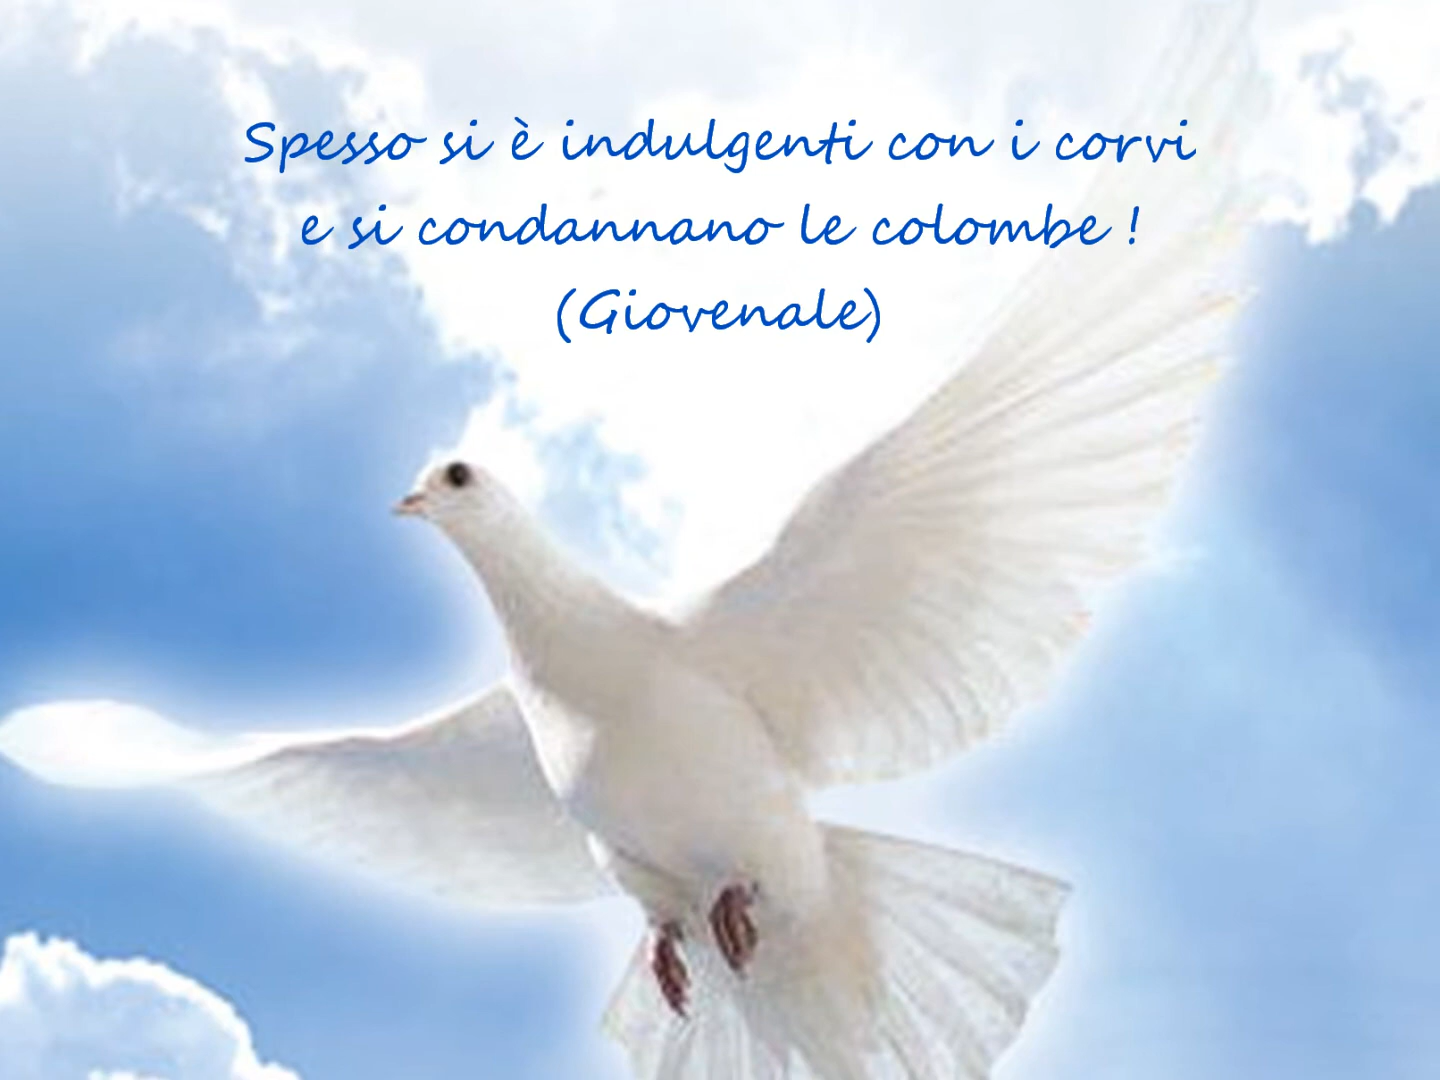 Spesso si è indulgenti con i corvi
e si condannano le colombe !
(Giovenale)